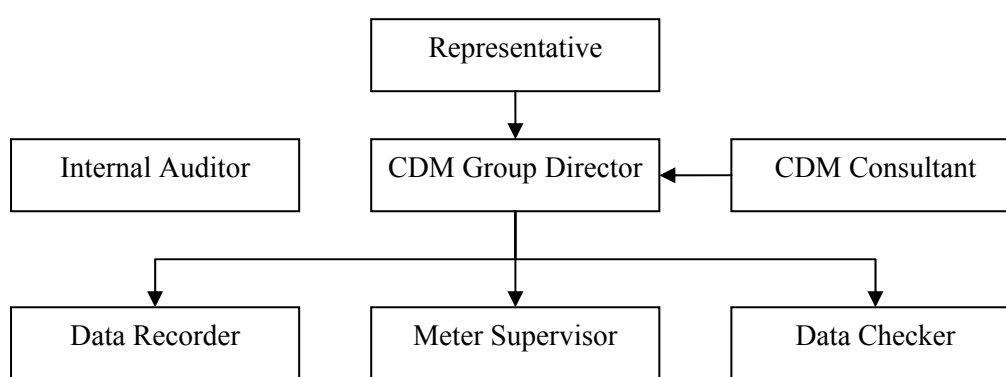 Representative
Internal Auditor
CDM Group Director
CDM Consultant
Data Recorder
Meter Supervisor
Data Checker